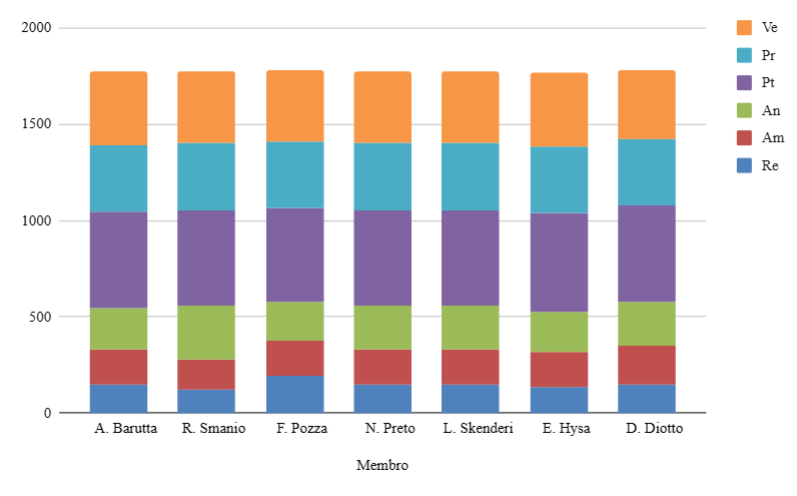 2000
1500
1000
500
0
A. Barutta R. Smanio F. Pozza N. Preto L. Skenderi E. Hysa D. Diotto
Membro
Ve
Pr
Pt
An
Am
Re